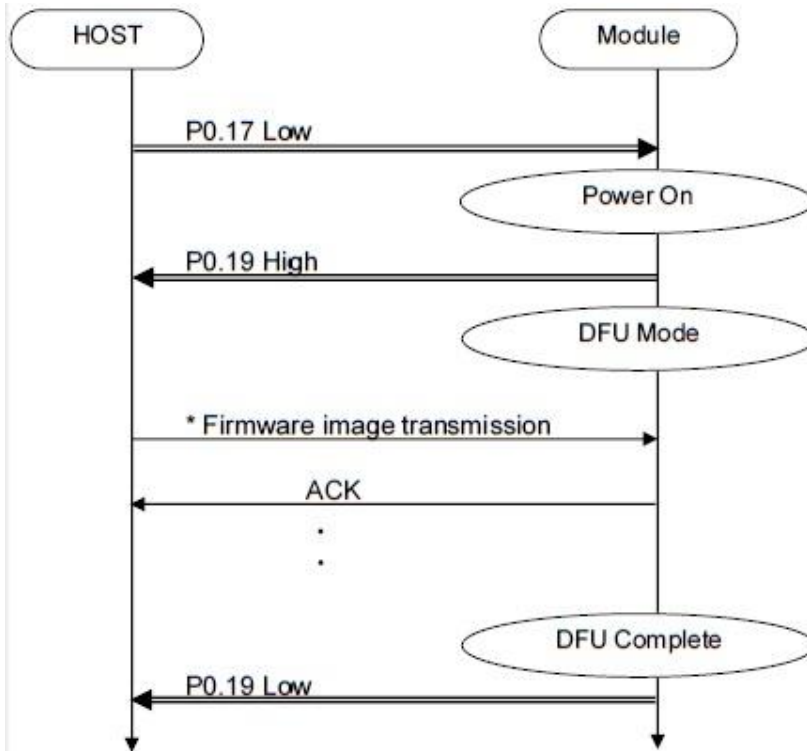 HOST
Module
P0.17 Low
Power On
P0.19 High
DFU Mode
* Firmware image transmission
ACK
.
.
DFU Complete
P0.19 Low